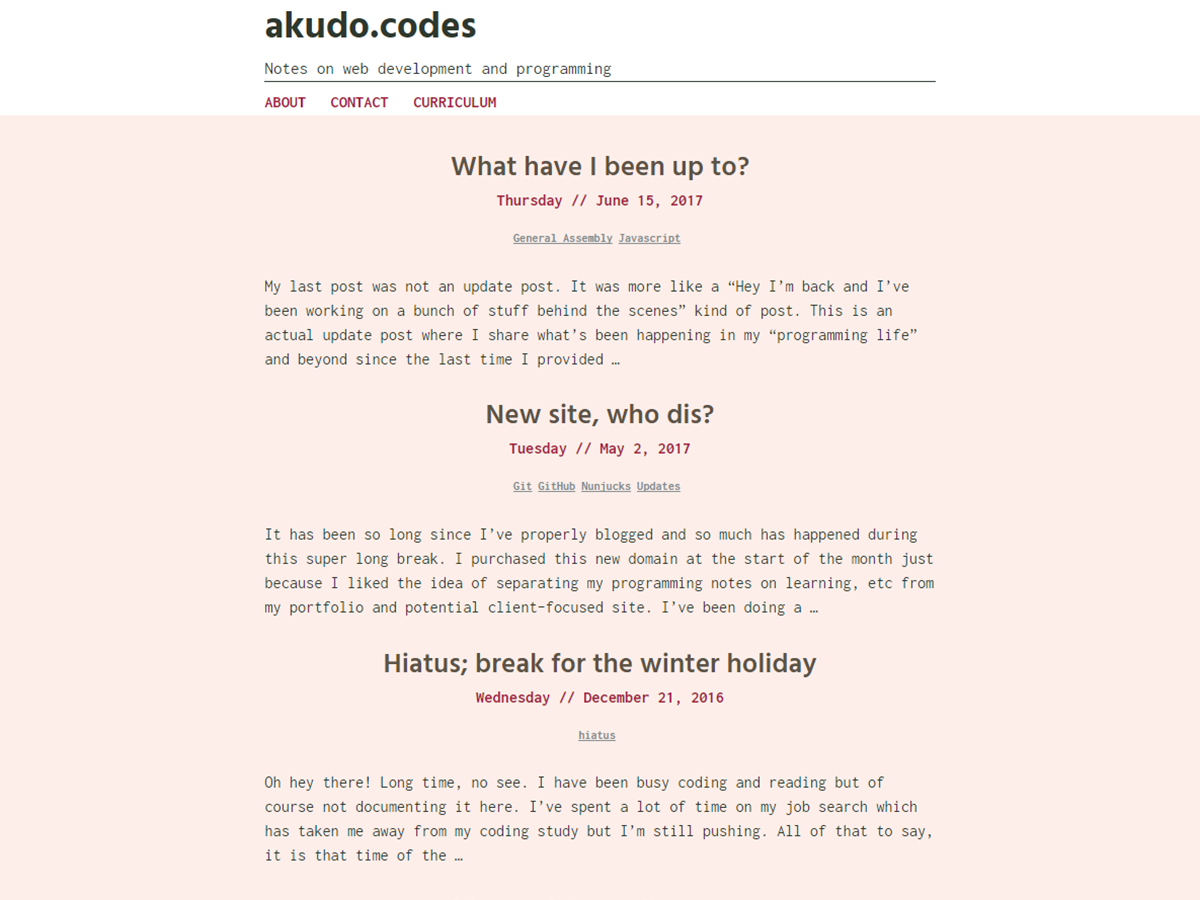 akudo.codes
Notes on web development and programming
ABOUT CONTACT CURRICULUM
What have I been up to?
Thursday // June 15, 2017
General Assembly Javascript
My last post was not an update post. It was more like a “Hey I’m back and I’ve
been working on a bunch of stuff behind the scenes” kind of post. This is an
actual update post where I share what’s been happening in my “programming life”
and beyond since the last time I provided …
New site, who dis?
Tuesday // May 2, 2017
Git GitHub Nunjucks Updates
It has been so long since I’ve properly blogged and so much has happened during
this super long break. I purchased this new domain at the start of the month just
because I liked the idea of separating my programming notes on learning, etc from
my portfolio and potential client-focused site. I’ve been doing a …
Hiatus; break for the winter holiday
Wednesday // December 21, 2016
hiatus
Oh hey there! Long time, no see. I have been busy coding and reading but of
course not documenting it here. I’ve spent a lot of time on my job search which
has taken me away from my coding study but I’m still pushing. All of that to say,
it is that time of the …